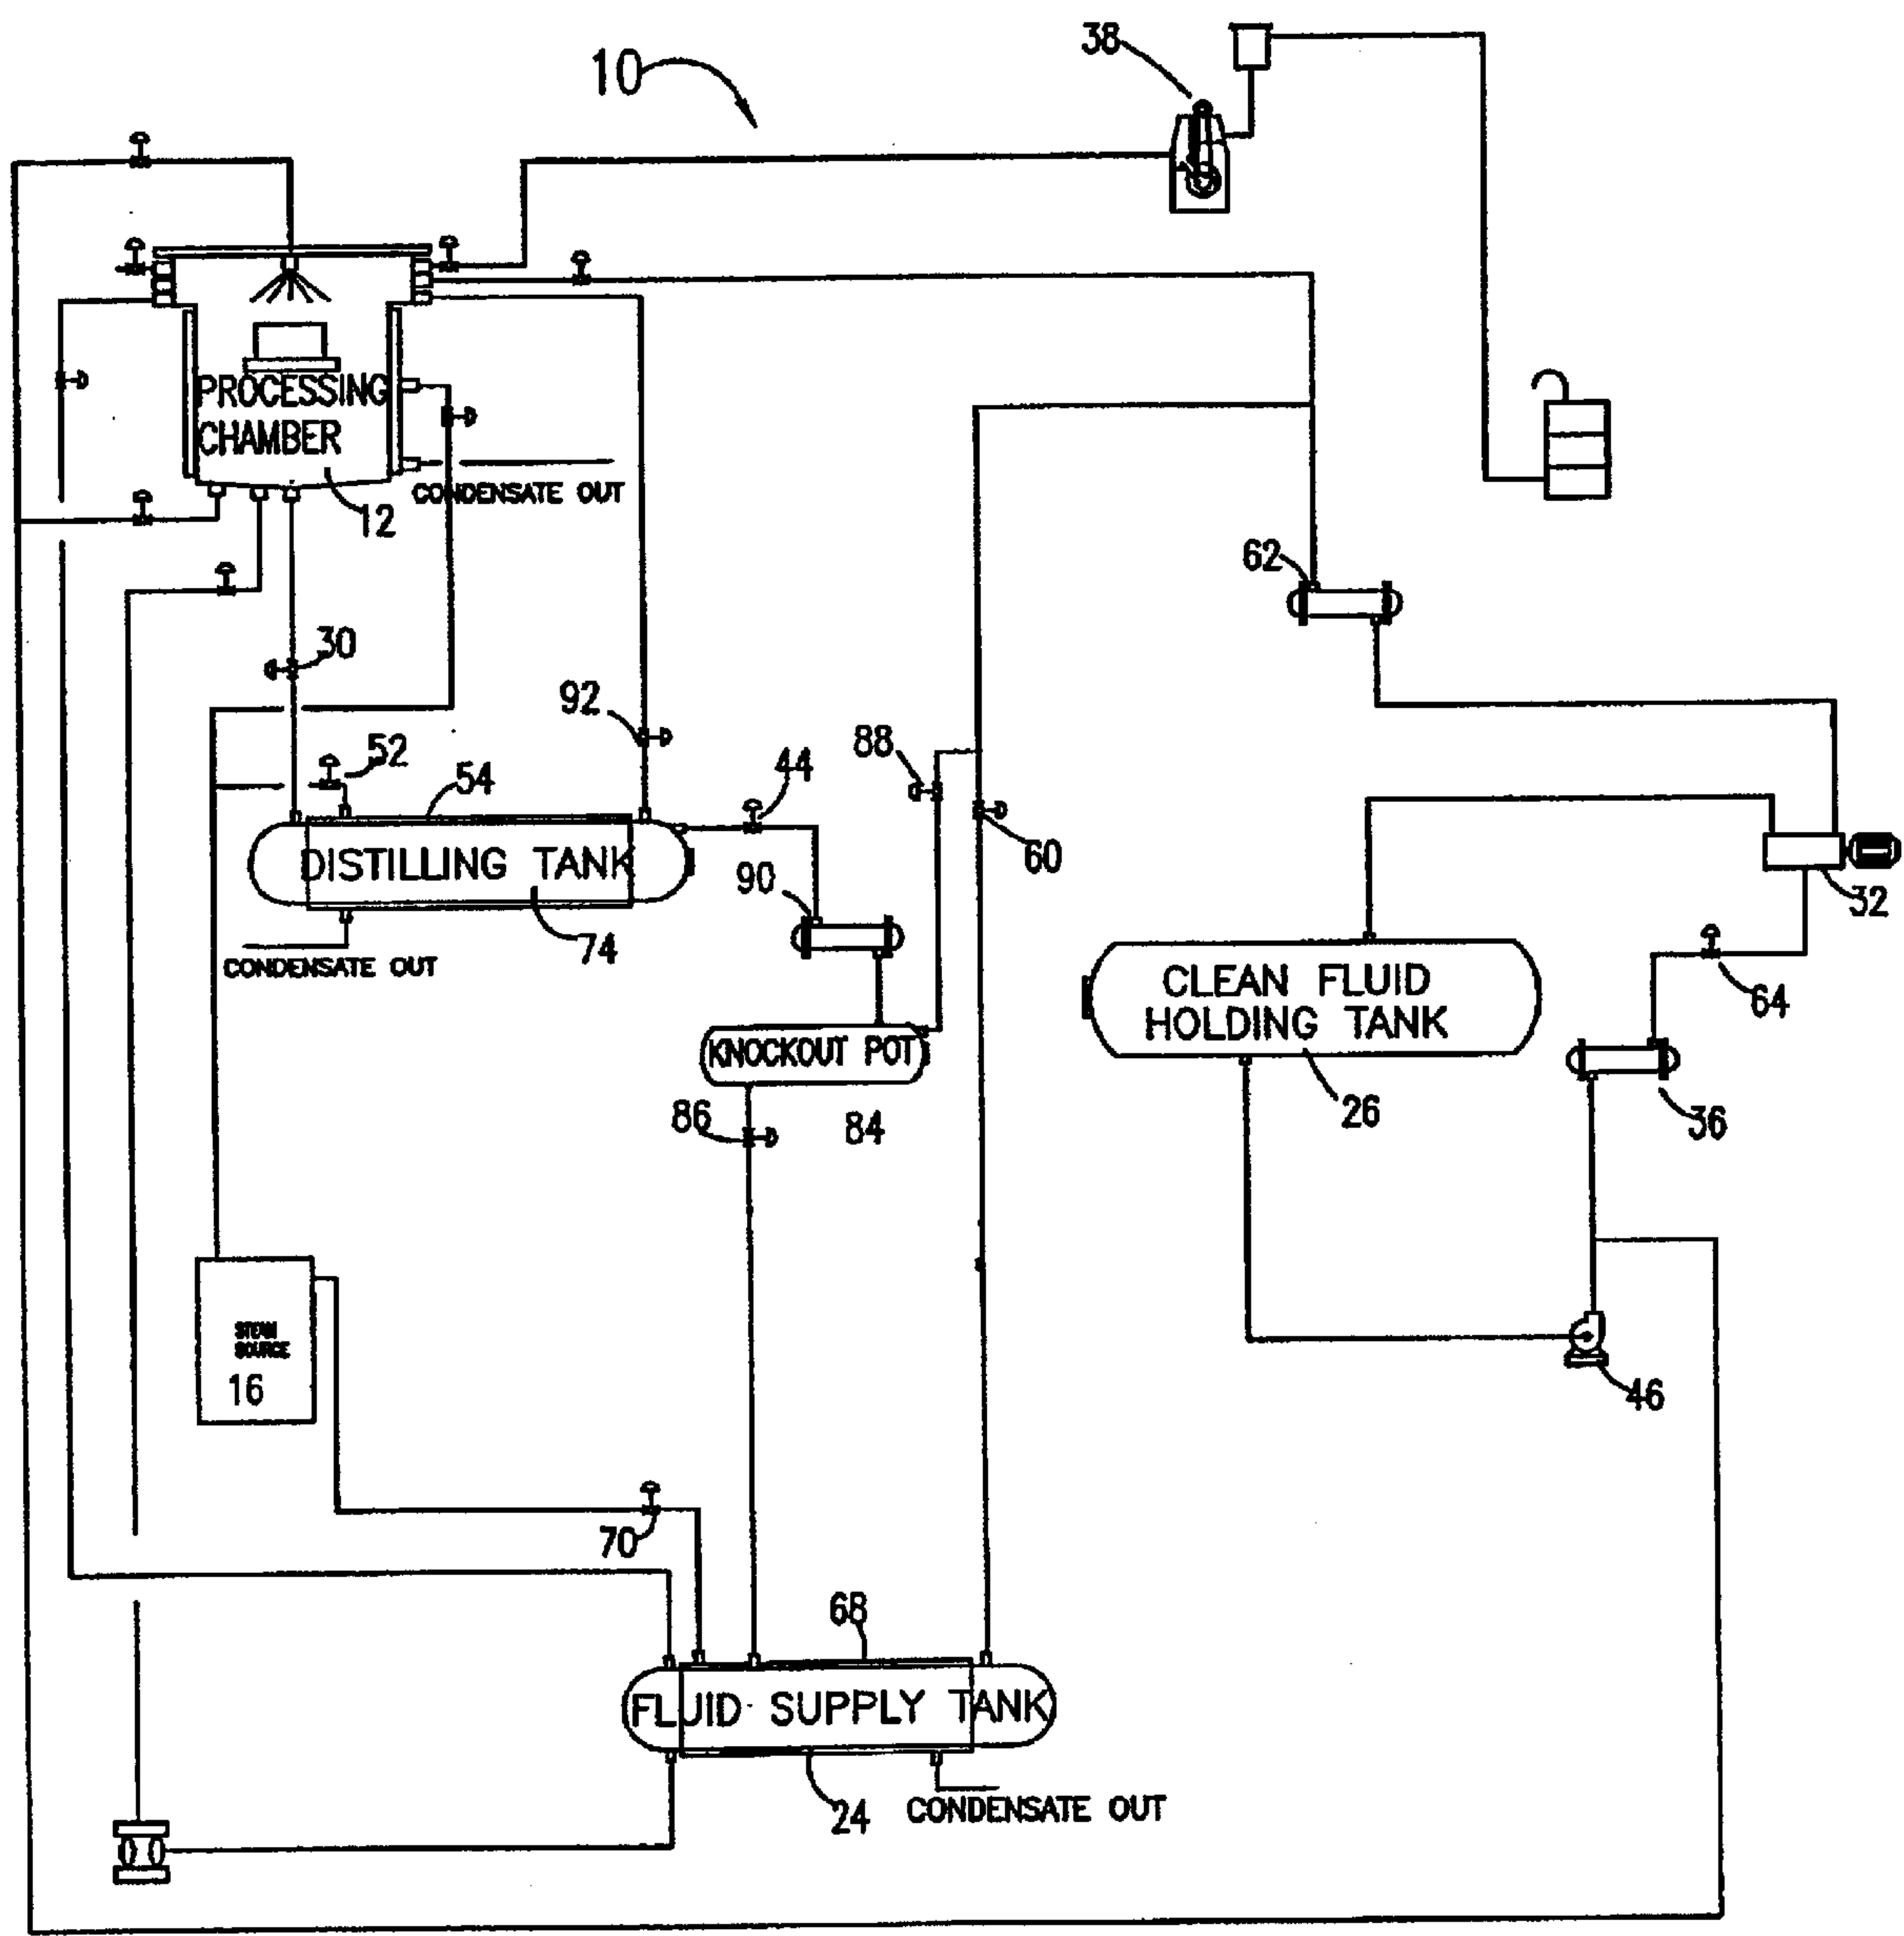 38
10
PROCESSING
CHAMBER
12
CONDENSATE OUT
62
30
92
52
54
44
88
60
DISTILLING TANK
90
32
74
CONDENSATE OUT
CLEAN FLUID
HOLDING TANK
64
KNOCKOUT POT
86
84
26
36
STEAM
SOURCE
16
46
70
68
FLUID SUPPLY TANK
24
CONDENSATE OUT